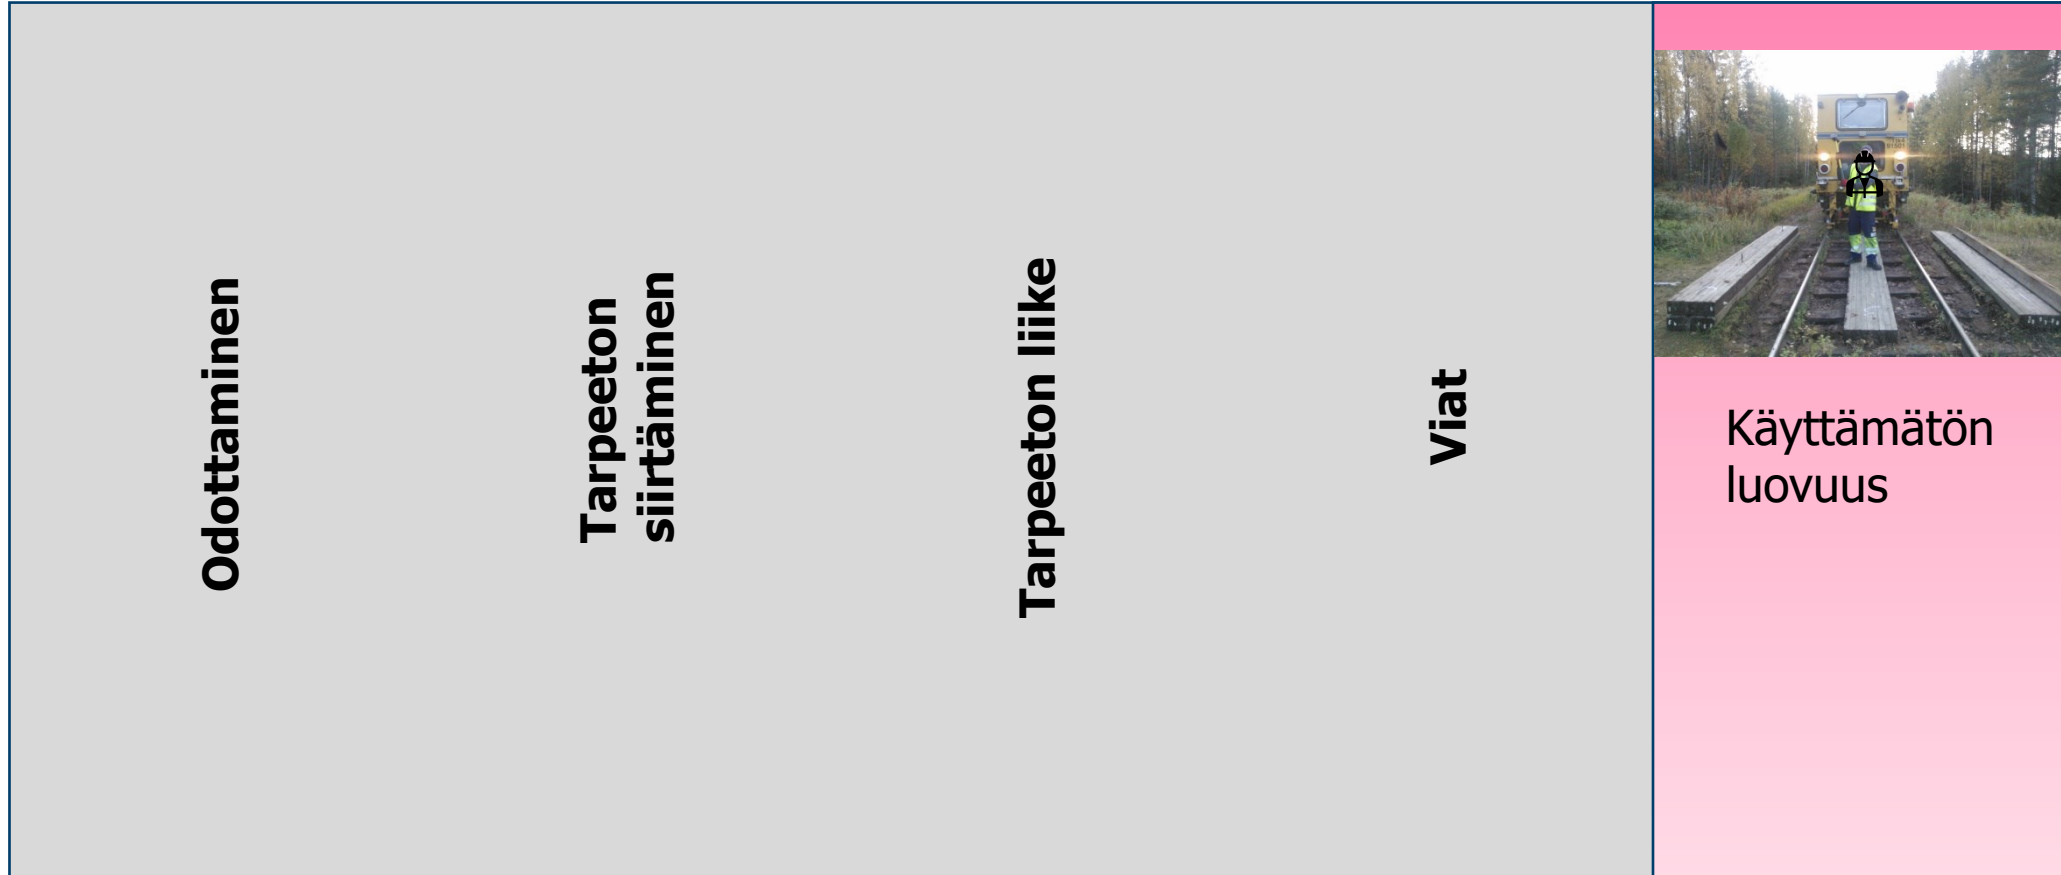 Odottaminen
Tarpeeton
siirtäminen
Tarpeeton liike
Viat
Käyttämätön
luovuus